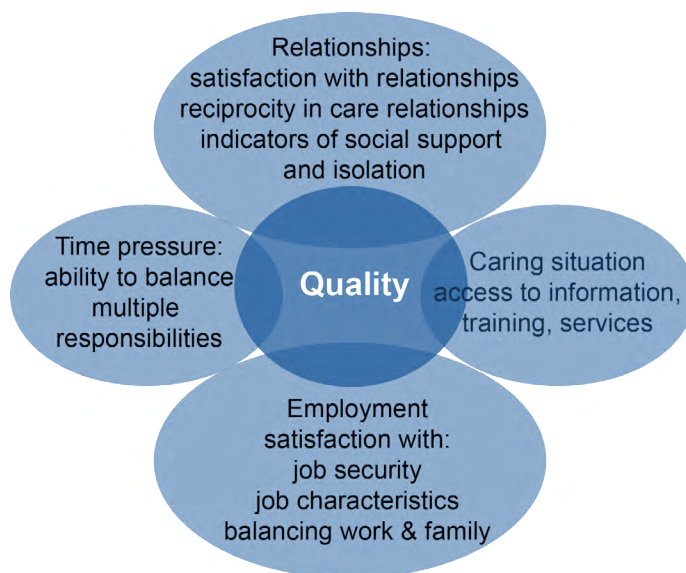 Relationships:
satisfaction with relationships
reciprocity in care relationships
indicators of social support
and isolation
Time pressure:
ability to balance
multiple
responsibilities
Quality
Caring situation
access to information,
training, services
Employment
satisfaction with:
job security
job characteristics
balancing work & family